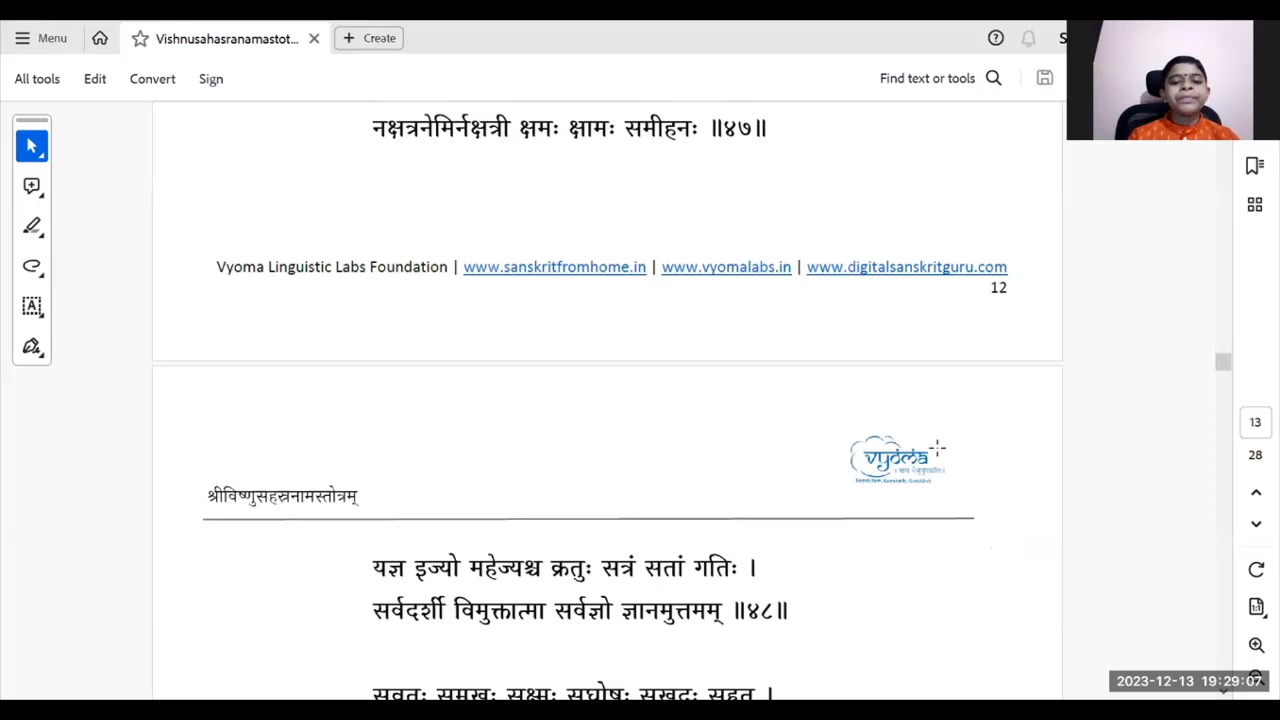 Menu
Vishnusahasranamastot...
Create
All tools
Edit
Convert
Sign
Find text or tools
नक्षत्रनेमिर्नक्षत्री क्षमः क्षामः समीहनः ॥४७॥
Vyoma Linguistic Labs Foundation | www.sanskritfromhome.in | www.vyomalabs.in | www.digitalsanskritguru.com
12
vyoma
श्रीविष्णुसहस्रनामस्तोत्रम्
यज्ञ इज्यो महेज्यश्च क्रतुः सत्रं सतां गतिः ।
सर्वदर्शी विमुक्तात्मा सर्वज्ञो ज्ञानमुत्तमम् ॥४८॥
13
28
2023-12-13 19:29:07